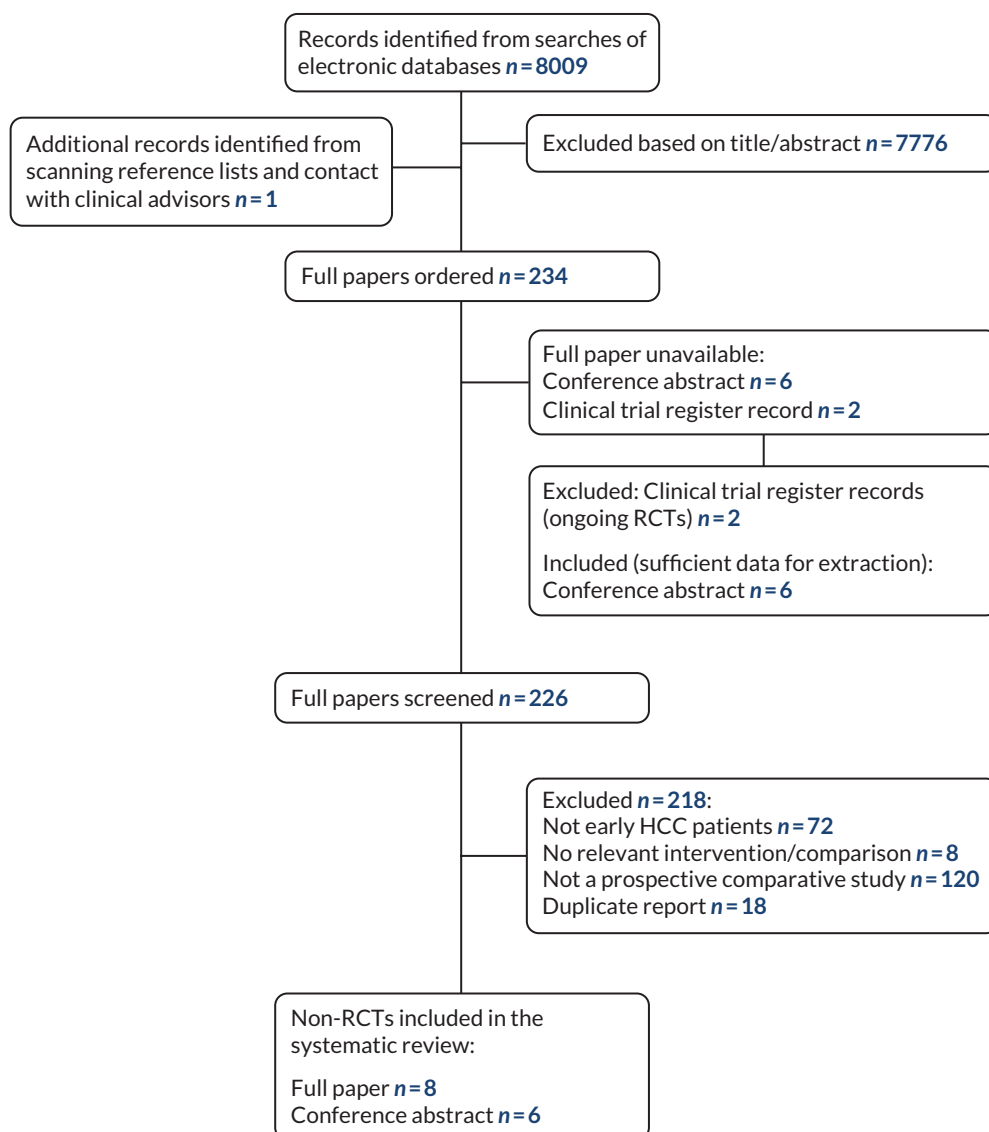 Records identified from searches of
electronic databases n=8009
Additional records identified from
scanning reference lists and contact
with clinical advisors n=1
Excluded based on title/abstract n=7776
Full papers ordered n=234
Full paper unavailable:
Conference abstract n=6
Clinical trial register record n=2
Excluded: Clinical trial register records
(ongoing RCTs) n=2
Included (sufficient data for extraction):
Conference abstract n=6
Full papers screened n=226
Excluded n=218:
Not early HCC patients n=72
No relevant intervention/comparison n=8
Not a prospective comparative study n=120
Duplicate report n=18
Non-RCTs included in the
systematic review:
Full paper n=8
Conference abstract n=6